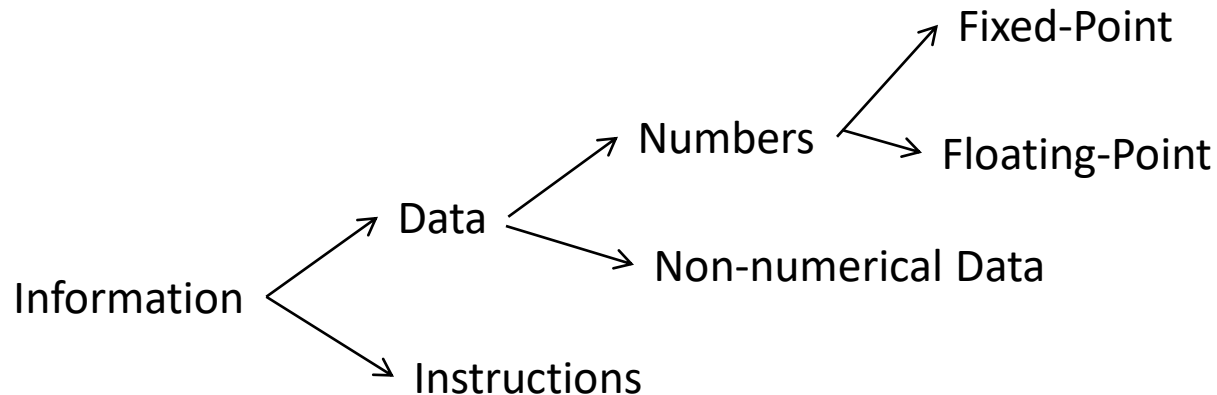 Fixed-Point
Numbers
Floating-Point
Data
Non-numerical Data
Information
Instructions